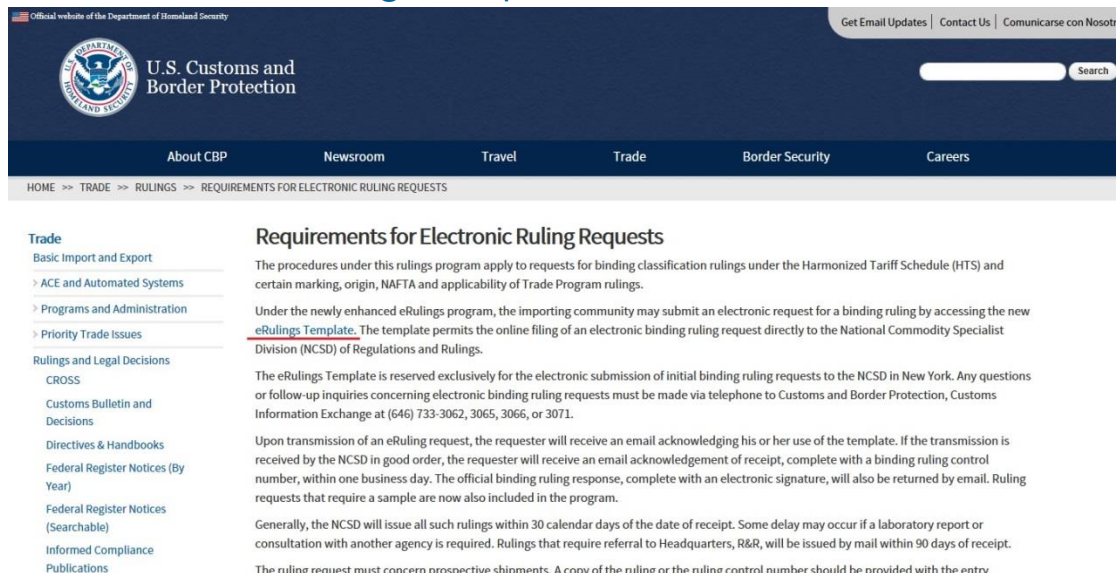 Official website of the Department of Homeland Security
Get Email Updates | Contact Us | Comunicarse con Nosotr
U.S. Customs and
Border Protection
Search
About CBP Newsroom Travel Trade Border Security Careers
HOME >> TRADE >> RULINGS >> REQUIREMENTS FOR ELECTRONIC RULING REQUESTS
Trade
Basic Import and Export
> ACE and Automated Systems
> Programs and Administration
> Priority Trade Issues
Rulings and Legal Decisions
CROSS
Customs Bulletin and
Decisions
Directives & Handbooks
Federal Register Notices (By
Year)
Federal Register Notices
(Searchable)
Informed Compliance
Publications
Requirements for Electronic Ruling Requests
The procedures under this rulings program apply to requests for binding classification rulings under the Harmonized Tariff Schedule (HTS) and
certain marking, origin, NAFTA and applicability of Trade Program rulings.
Under the newly enhanced eRulings program, the importing community may submit an electronic request for a binding ruling by accessing the new
eRulings Template. The template permits the online filing of an electronic binding ruling request directly to the National Commodity Specialist
Division (NCSD) of Regulations and Rulings.
The eRulings Template is reserved exclusively for the electronic submission of initial binding ruling requests to the NCSD in New York. Any questions
or follow-up inquiries concerning electronic binding ruling requests must be made via telephone to Customs and Border Protection, Customs
Information Exchange at (646) 733-3062, 3065, 3066, or 3071.
Upon transmission of an eRuling request, the requester will receive an email acknowledging his or her use of the template. If the transmission is
received by the NCSD in good order, the requester will receive an email acknowledgement of receipt, complete with a binding ruling control
number, within one business day. The official binding ruling response, complete with an electronic signature, will also be returned by email. Ruling
requests that require a sample are now also included in the program.
Generally, the NCSD will issue all such rulings within 30 calendar days of the date of receipt. Some delay may occur if a laboratory report or
consultation with another agency is required. Rulings that require referral to Headquarters, R&R, will be issued by mail within 90 days of receipt.
The ruling request must concern prospective shipments. A copy of the ruling or the ruling control number should be provided with the entry